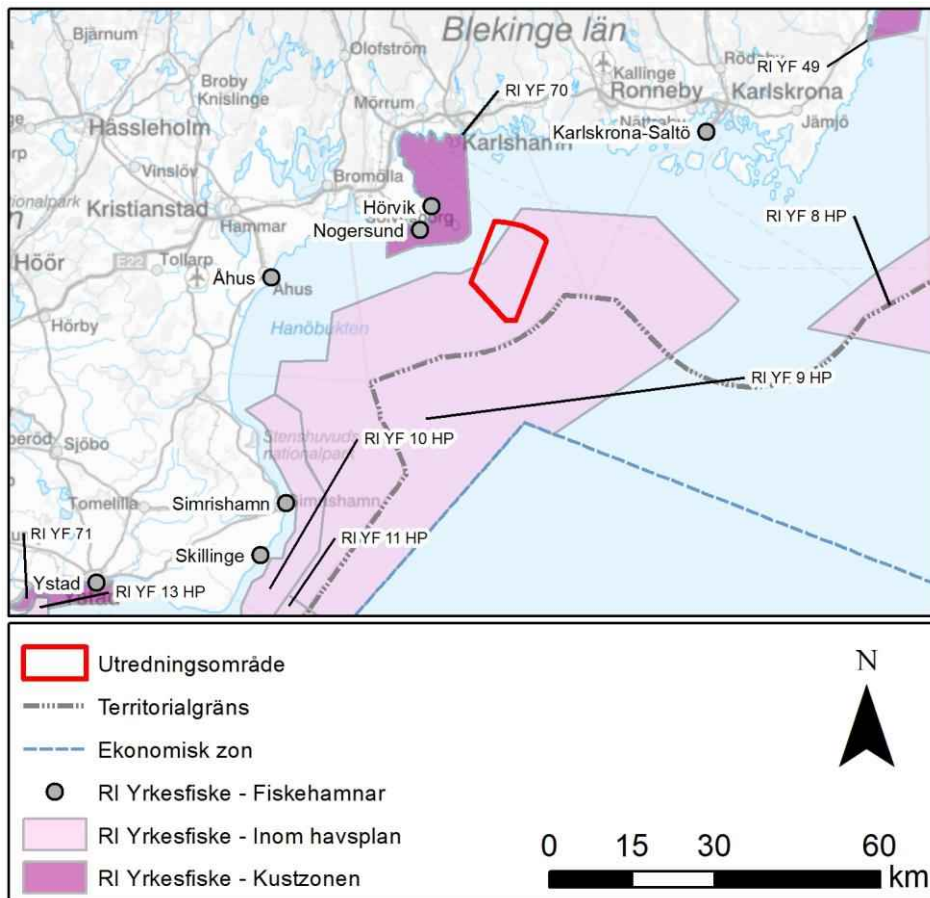 Blekinge län
Bjärnum
Olofström
Broby
Knislinge
Kallinge
Rödeby
RI YF 49
RI YF 70
Mörrum
Ronneby
Karlskrona
Hässleholm
Nättraby
Karlshamn
Karlskrona-Saltö
Jämjö
Vinslöv
Bromölla
nationalpark
Kristianstad
Hörvik
RI YF 8 HP
Hammar
Nogersund
Höör
E22
Tollarp
Åhus
Åhus
Hörby
Hanöbukten
RI YF 9 HP
RI YF 10 HP
Stenshuvuds
nationalpark
Sjöbo
Simrishamn
Simrishamn
Tomelilla
RI YF 11 HP
RI YF 71
Skillinge
Ystad
RI YF 13 HP
Ystad
Utredningsområde
N
Territorialgräns
Ekonomisk zon
RI Yrkesfiske - Fiskehamnar
RI Yrkesfiske - Inom havsplan
0 15 30 60
RI Yrkesfiske - Kustzonen
km